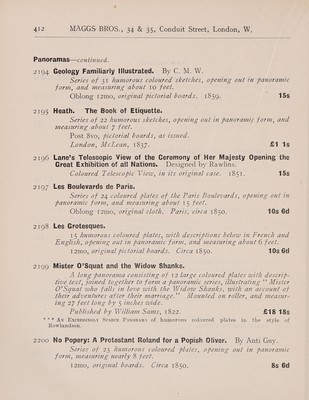 412 MAGGS BROS., 34 & 35, Conduit Street, London, W.
Panoramas—continued.
2194 Geology Familiarly Illustrated. By C. M. W.
Series of 31 humorous coloured sketches, opening out in panoramic
form, and measuring about 10 feet.
Oblong 12mo, original pictorial boards. 1859. 15s
2195 Heath. The Book of Etiquette.
Series of 22 humorous sketches, opening out in panoramic form, and
measuring about 7 feet.
Post 8vo, pictorial boards, as issued.
London, McLean, 1837. £1 1s
2196 Lane's Telescopic View of the Ceremony of Her Majesty Opening the
Great Exhibition of all Nations. Designed by Rawlins.
Coloured Telescopic View, in its original case. 1851. 15s
2197 Les Boulevards de Paris.
Series of 24 coloured plates of the Paris Boulevards, opening out in
panoramic form, and measuring about 15 feet.
Oblong 12mo, original cloth. Paris, circa 1850. 10s 6d
2198 Les Grotesques.
15 humorous coloured plates, with descriptions below in French and
English, opening out in panoramic form, and measuring about 6 feet.
12mo, original pictorial boards. Circa 1850. 10s 6d
2199 Mister O'Squat and the Widow Shanks.
A long panorama consisting of 12 large coloured plates with descrip-
tive text, joined together to form a panoramic series, illustrating "Mister
O'Squat who falls in love with the Widow Shanks, with an account of
their adventures after their marriage." Mounted on roller, and measur-
ing 27 feet long by 5 inches wide.
Published by William Sams, 1822. £18 18s
*** An Exceedingly Scarce Panorama of humorous coloured plates in the style of
Rowlandson.
2200 No Popery: A Protestant Roland for a Popish Oliver. By Anti Guy.
Series of 23 humorous coloured plates, opening out in panoramic
form, measuring nearly 8 feet.
12mo, original boards. Circa 1850. 8s 6d